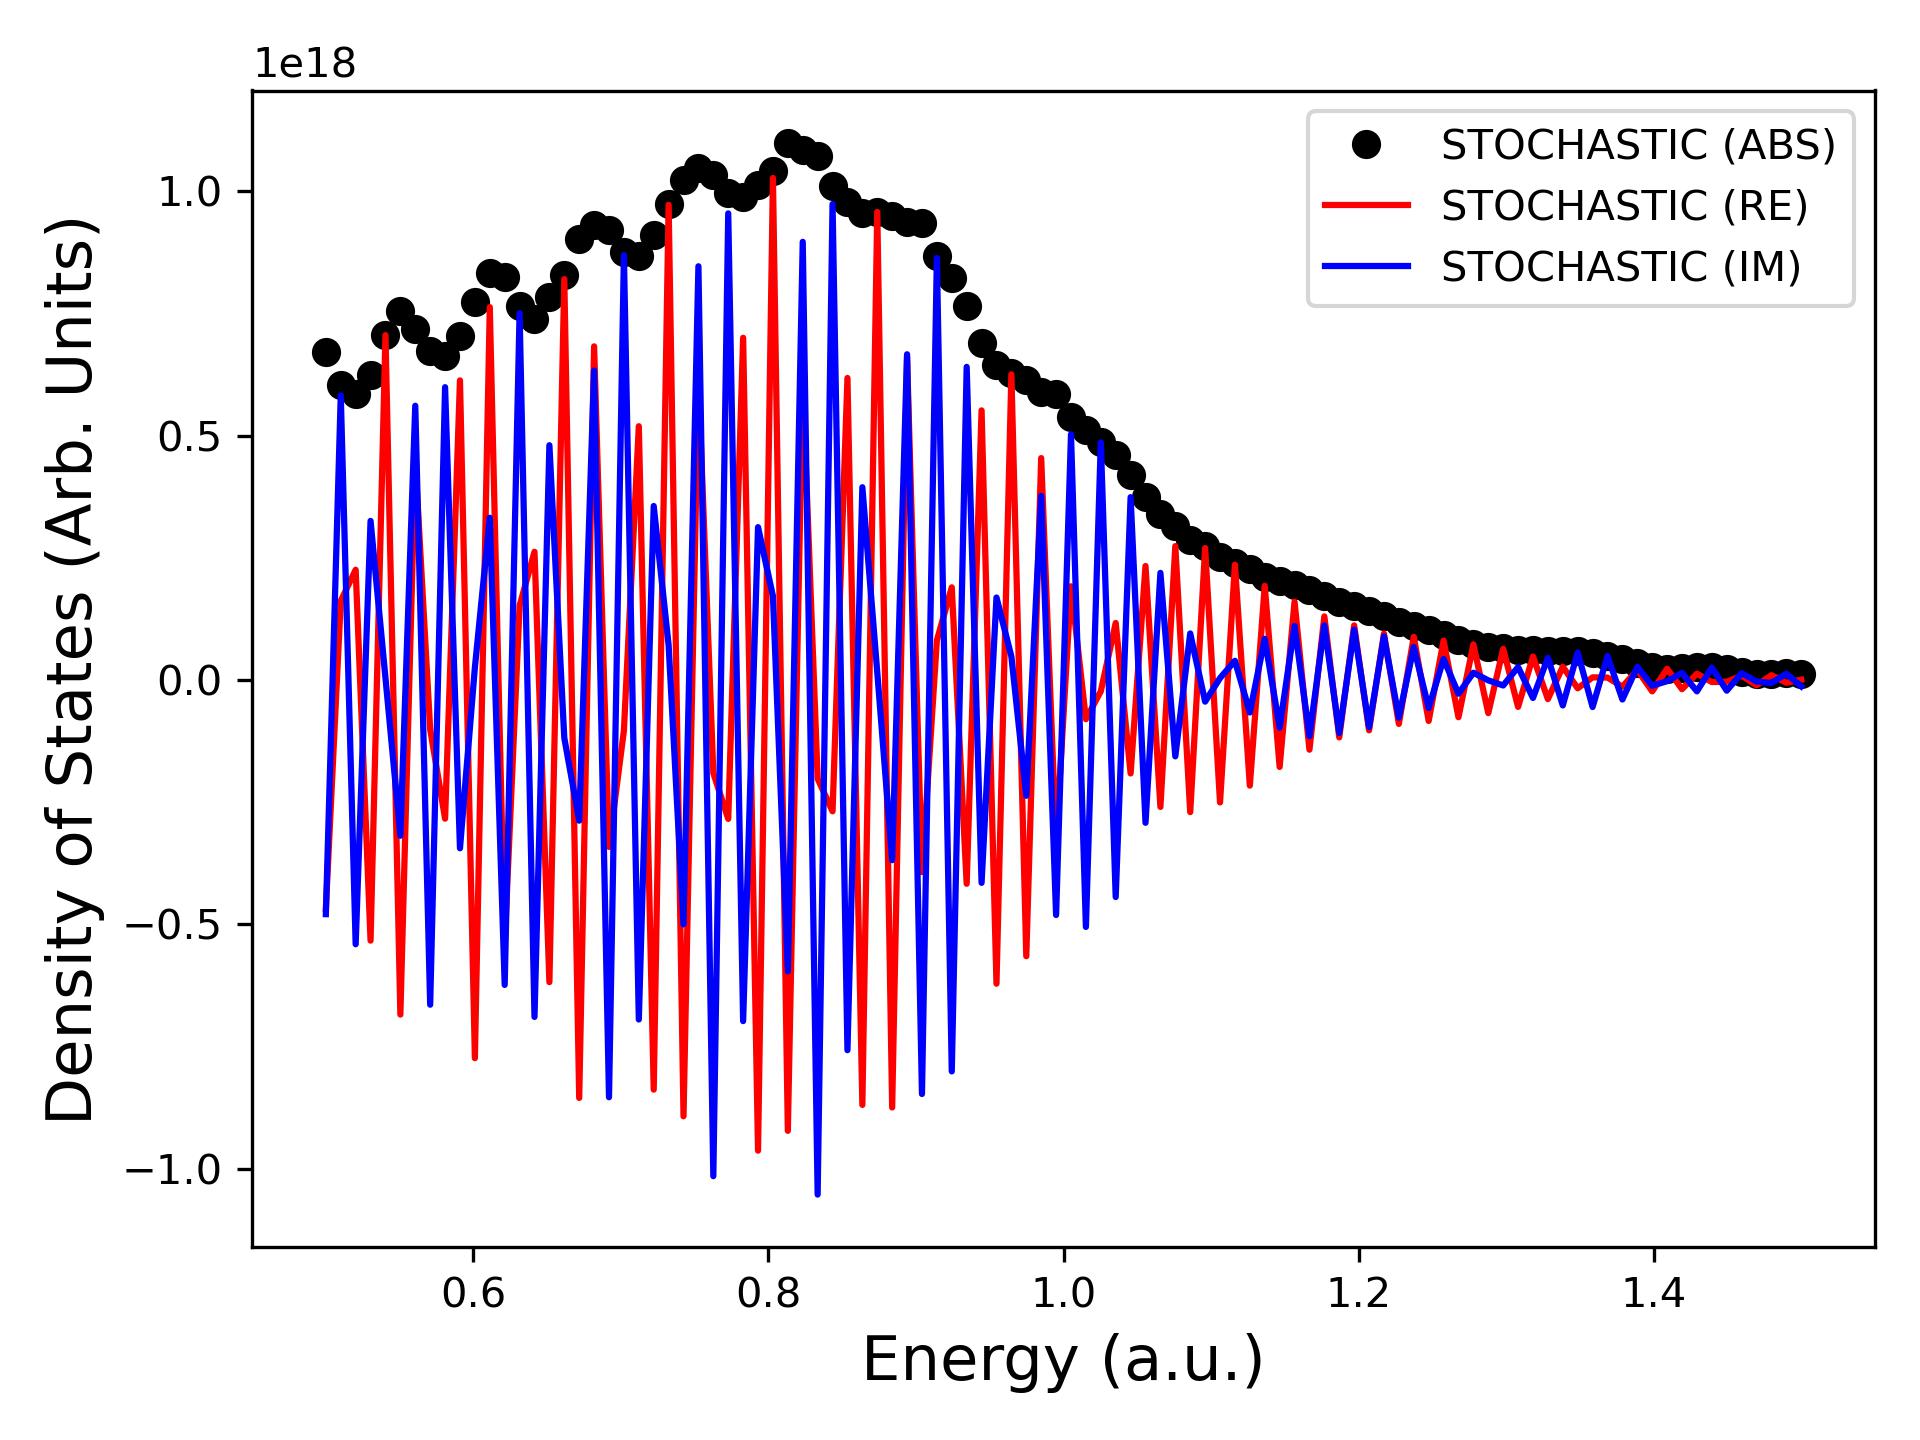 1e18
STOCHASTIC (ABS)
STOCHASTIC (RE)
STOCHASTIC (IM)
1.0
0.5
0.0
−0.5
−1.0
Density of States (Arb. Units)
0.6 0.8 1.0 1.2 1.4
Energy (a.u.)